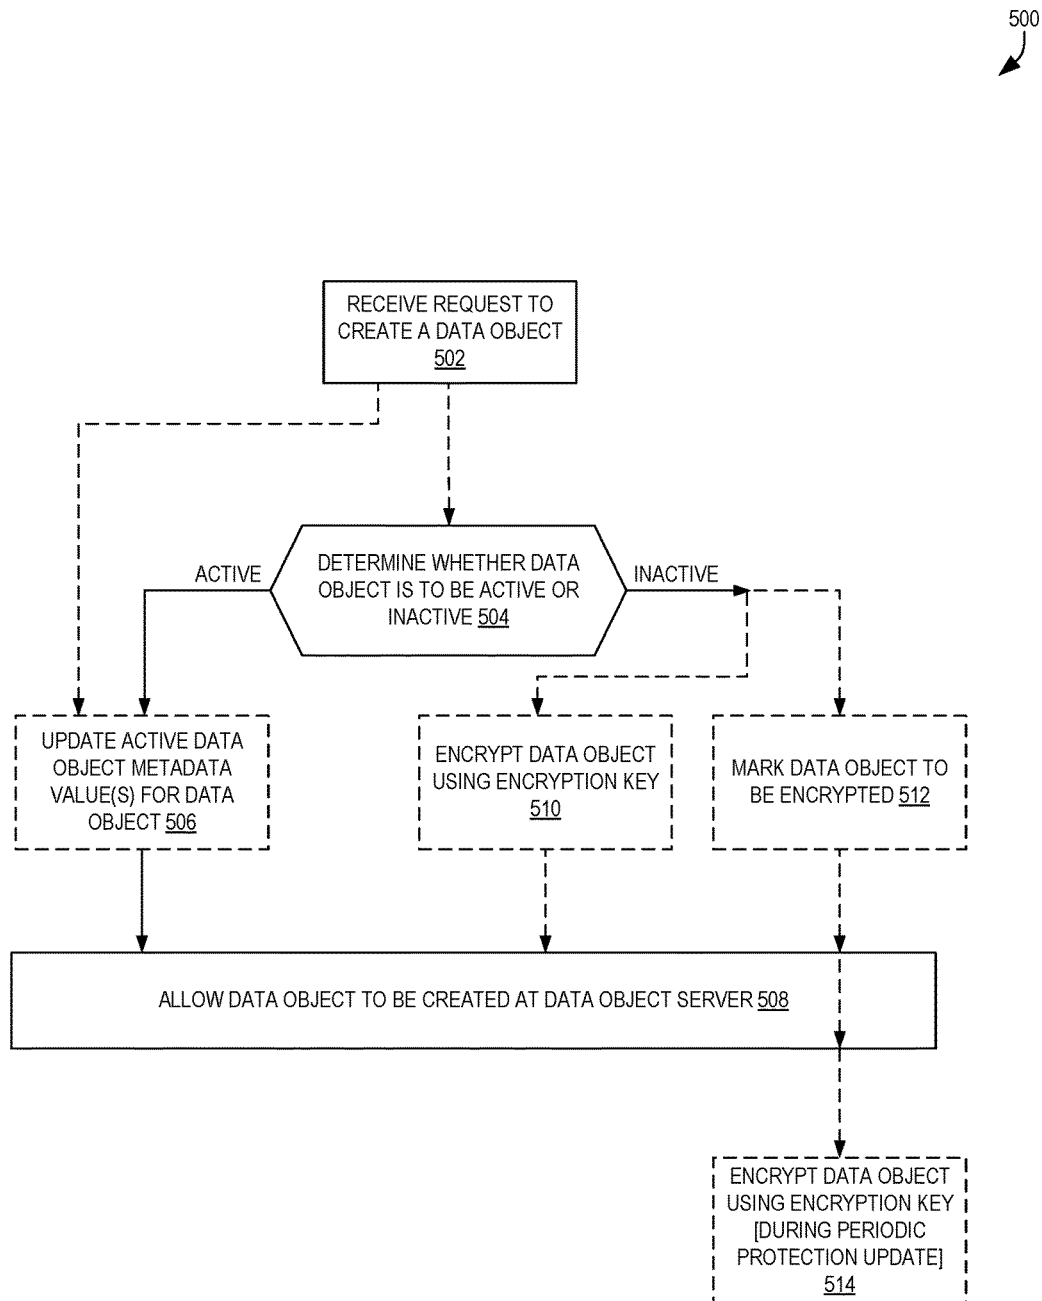 500
RECEIVE REQUEST TO
CREATE A DATA OBJECT
502
ACTIVE
DETERMINE WHETHER DATA
OBJECT IS TO BE ACTIVE OR
INACTIVE 504
INACTIVE
UPDATE ACTIVE DATA
OBJECT METADATA
VALUE(S) FOR DATA
OBJECT 506
ENCRYPT DATA OBJECT
USING ENCRYPTION KEY
510
MARK DATA OBJECT TO
BE ENCRYPTED 512
ALLOW DATA OBJECT TO BE CREATED AT DATA OBJECT SERVER 508
ENCRYPT DATA OBJECT
USING ENCRYPTION KEY
[DURING PERIODIC
PROTECTION UPDATE]
514